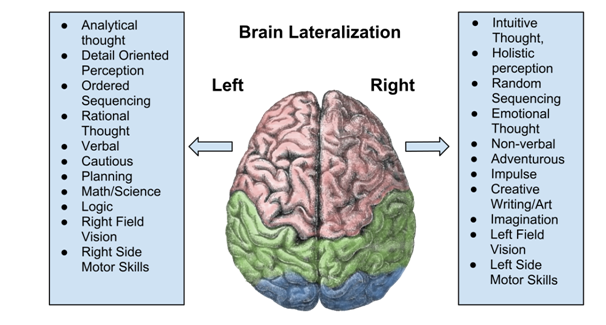 Brain Lateralization
Left
Right
Analytical
thought
Detail Oriented
Perception
Ordered
Sequencing
Rational
Thought
Verbal
Cautious
Planning
Math/Science
Logic
Right Field
Vision
Right Side
Motor Skills
Intuitive
Thought,
Holistic
perception
Random
Sequencing
Emotional
Thought
Non-verbal
Adventurous
Impulse
Creative
Writing/Art
Imagination
Left Field
Vision
Left Side
Motor Skills